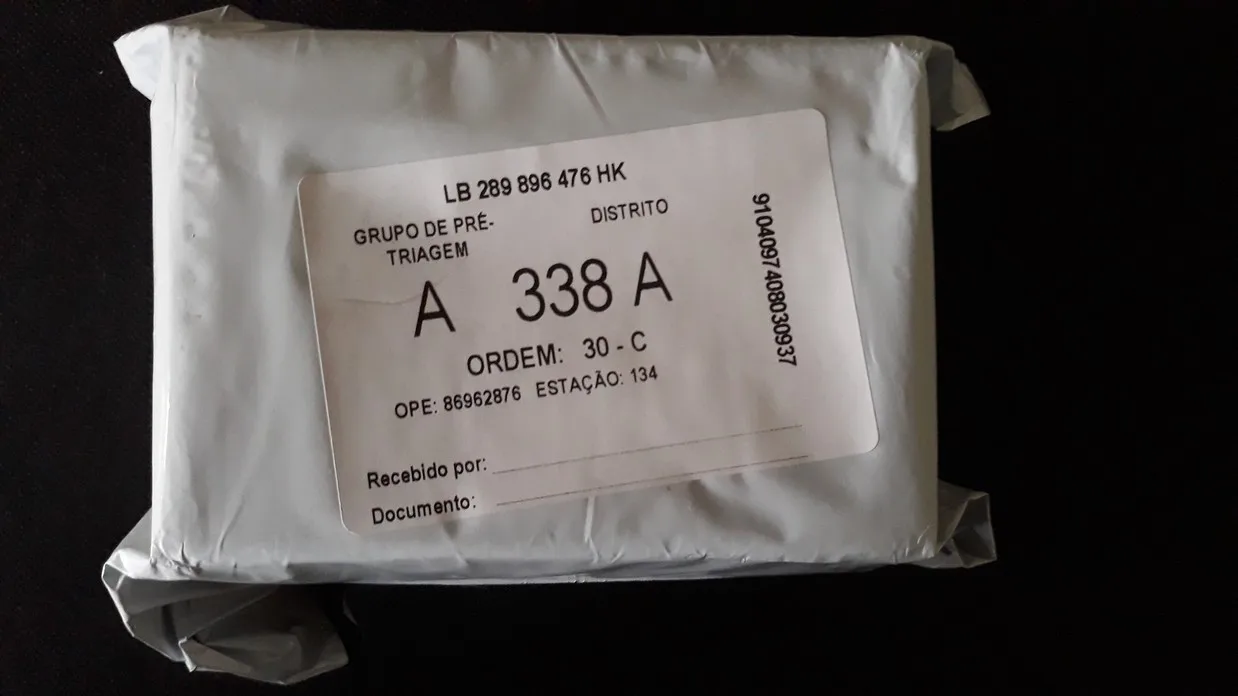 LB 289 896 476 HK
GRUPO DE PRÉ-
TRIAGEM
DISTRITO
A 338 A
ORDEM: 30 - C
OPE: 86962876 ESTAÇÃO: 134
Recebido por:
Documento:
9104097408030937